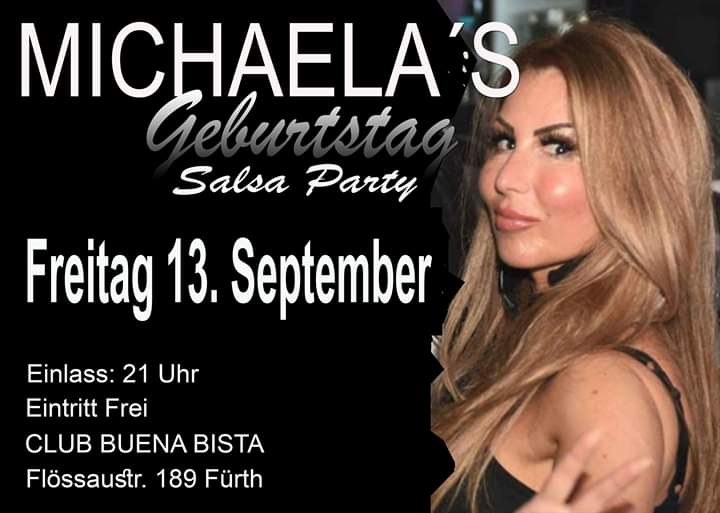 MICHAELA´S
Geburtstag
Salsa Party
Freitag 13. September
Einlass: 21 Uhr
Eintritt Frei
CLUB BUENA BISTA
Flössaustr. 189 Fürth